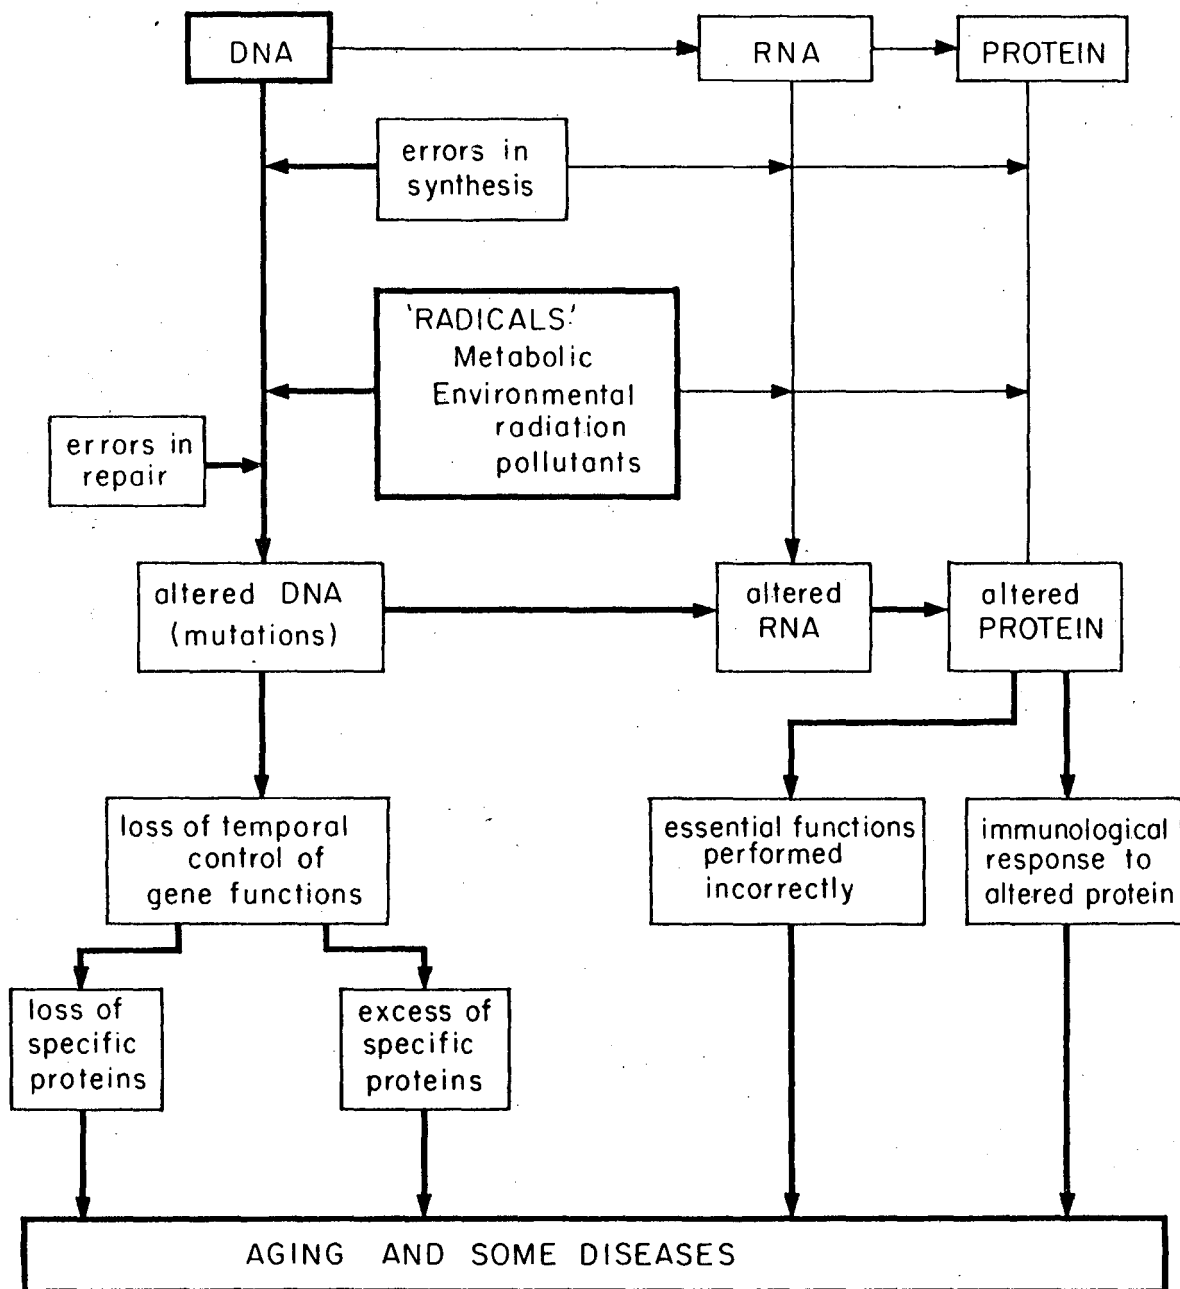 DNA
RNA
PROTEIN
errors in
synthesis
'RADICALS'
Metabolic
Environmental
radiation
pollutants
errors in
repair
altered DNA
(mutations)
altered
RNA
altered
PROTEIN
loss of temporal
control of
gene functions
essential functions
performed
incorrectly
immunological
response to
altered protein
loss of
specific
proteins
excess of
specific
proteins
AGING AND SOME DISEASES